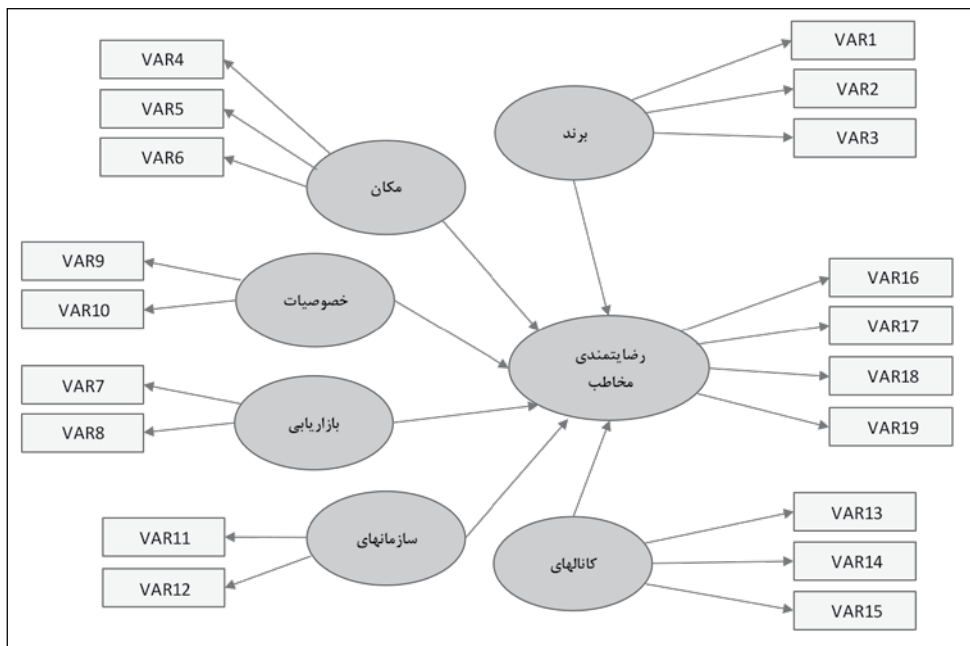 VAR4
VAR5
VAR6
مکان
VAR1
VAR2
VAR3
برند
VAR9
VAR10
خصوصیات
VAR7
VAR8
بازاریابی
رضایتمندی
مخاطب
VAR16
VAR17
VAR18
VAR19
VAR11
VAR12
سازمانهای
کانالهای
VAR13
VAR14
VAR15